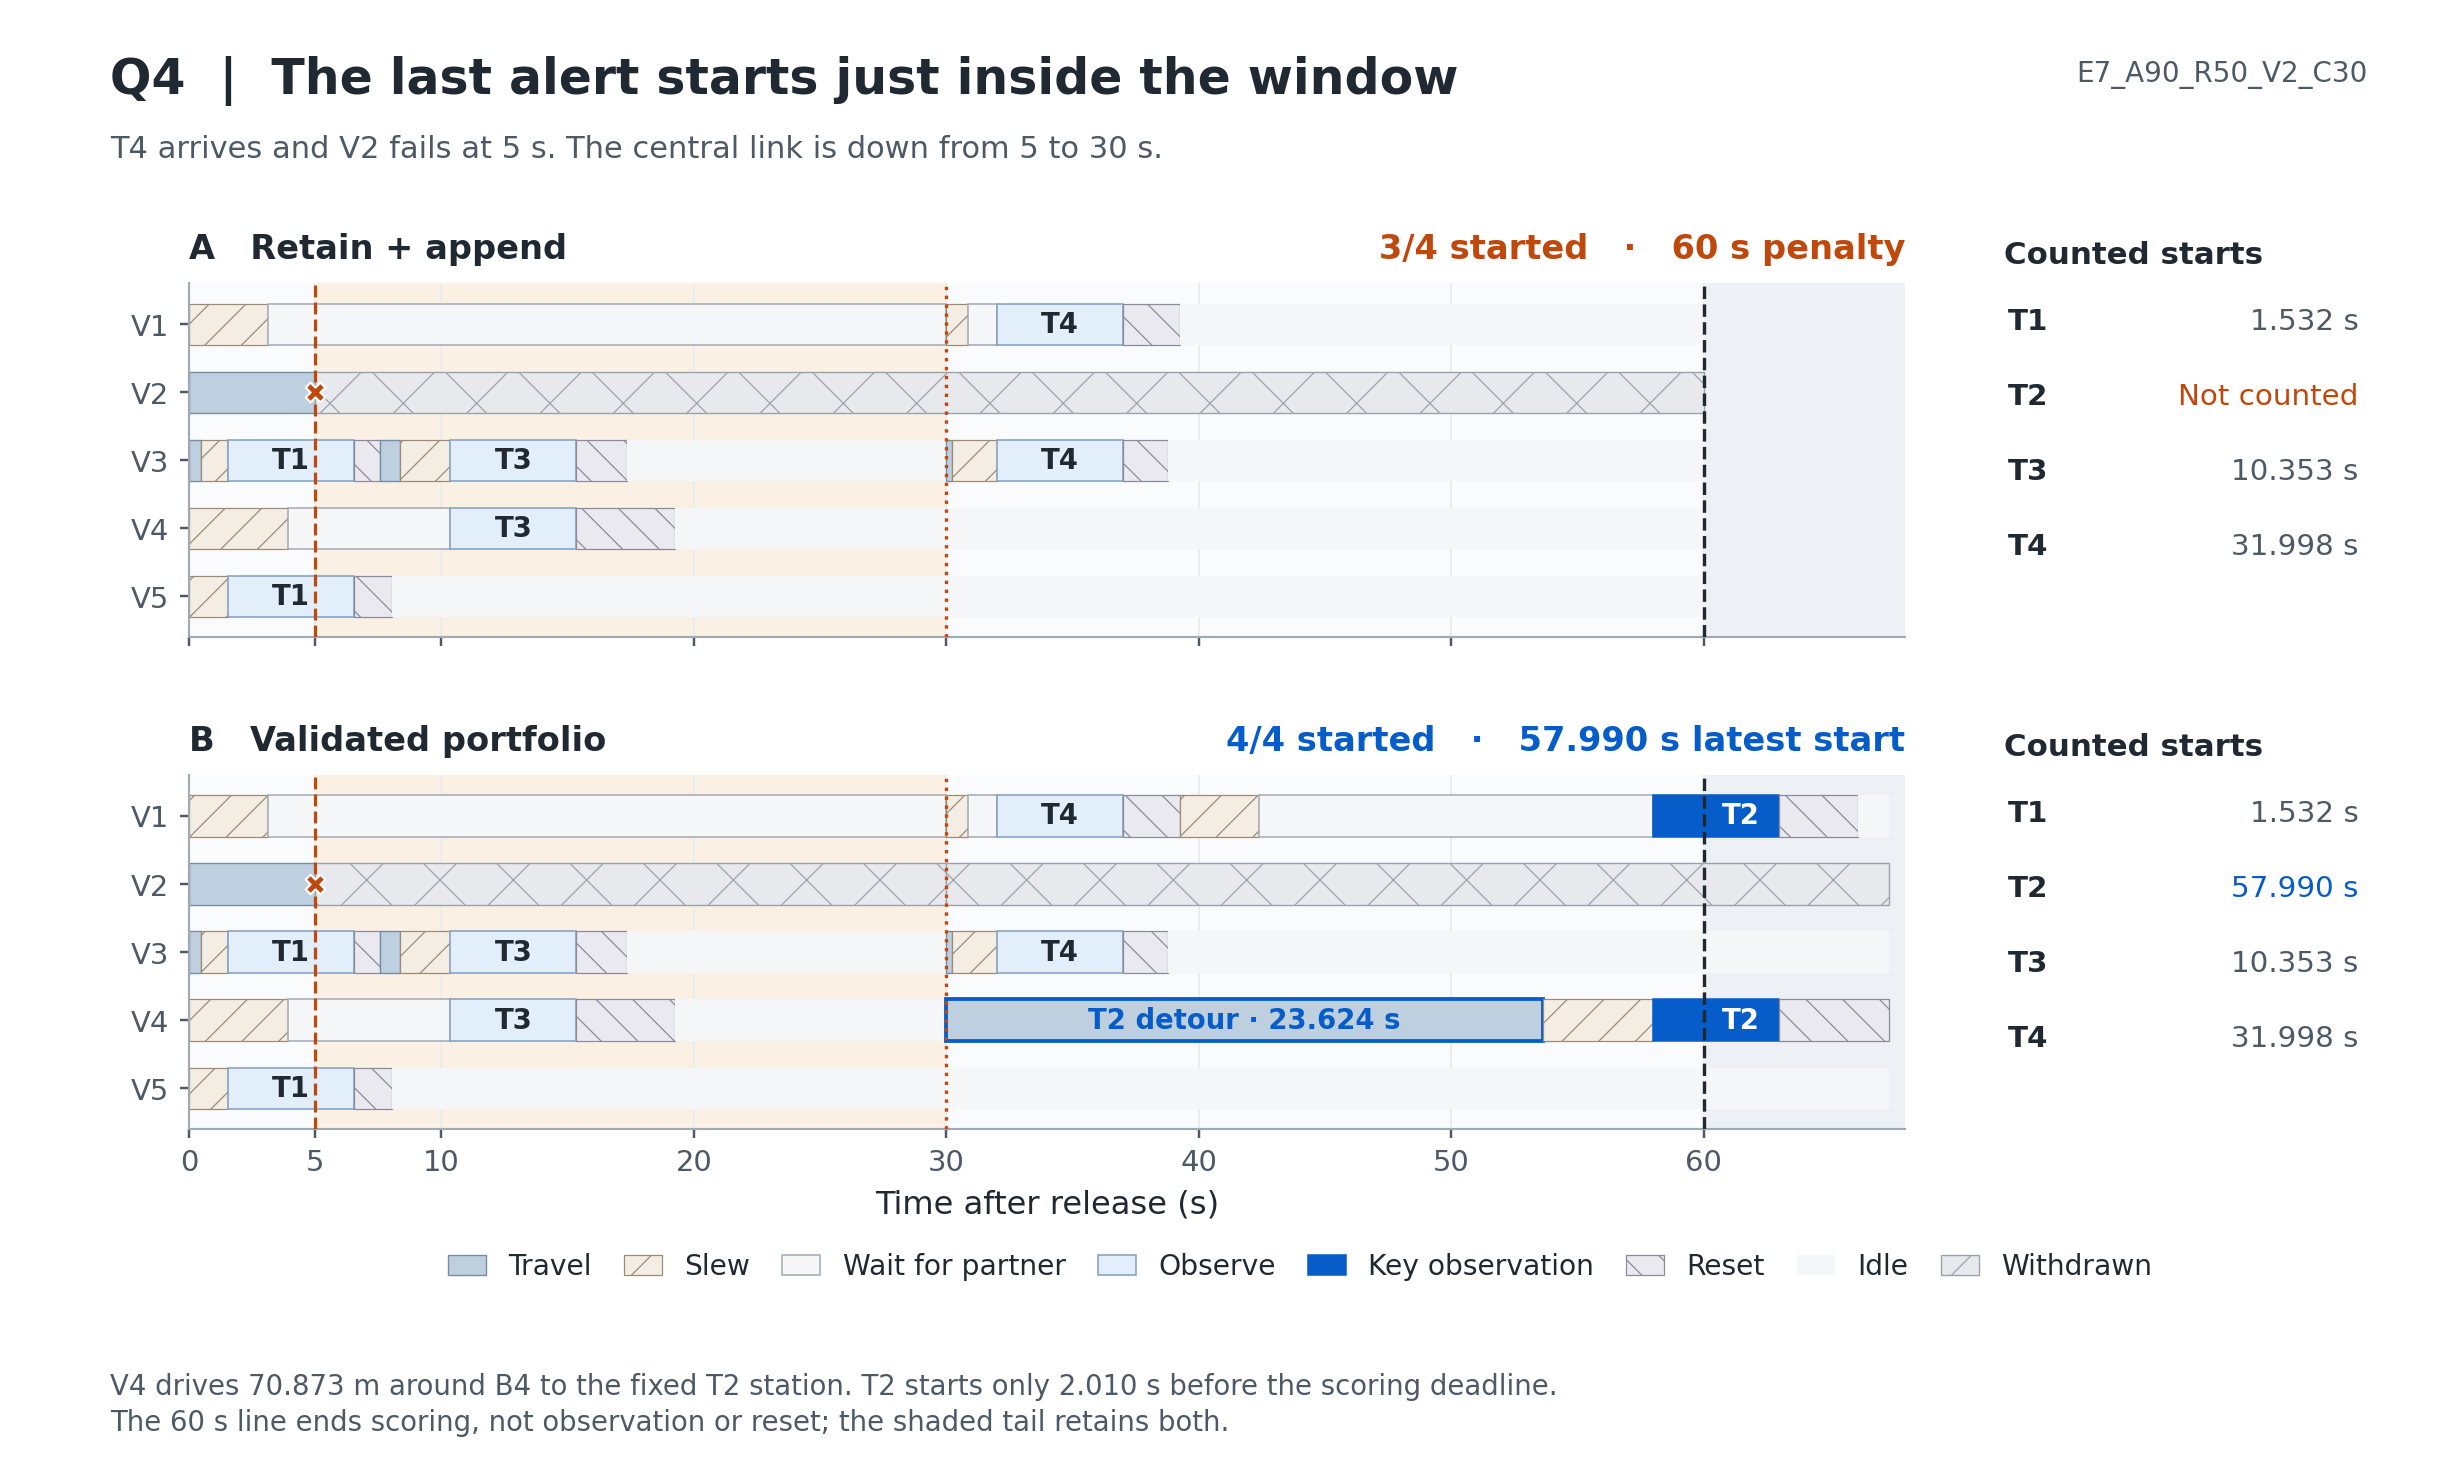 Q4 | The last alert starts just inside the window
E7_A90_R50_V2_C30
T4 arrives and V2 fails at 5 s. The central link is down from 5 to 30 s.
A Retain + append
3/4 started · 60 s penalty
Counted starts
V1
T4
T1 1.532 s
V2
T2 Not counted
V3
T1 T3 T4
T3 10.353 s
V4
T3
T4 31.998 s
V5
T1
B Validated portfolio
4/4 started · 57.990 s latest start
Counted starts
V1
T4 T2
T1 1.532 s
V2
T2 57.990 s
V3
T1 T3 T4
T3 10.353 s
V4
T3 T2 detour · 23.624 s T2
T4 31.998 s
V5
T1
0 5 10 20 30 40 50 60
Time after release (s)
Travel Slew Wait for partner Observe Key observation Reset Idle Withdrawn
V4 drives 70.873 m around B4 to the fixed T2 station. T2 starts only 2.010 s before the scoring deadline.
The 60 s line ends scoring, not observation or reset; the shaded tail retains both.